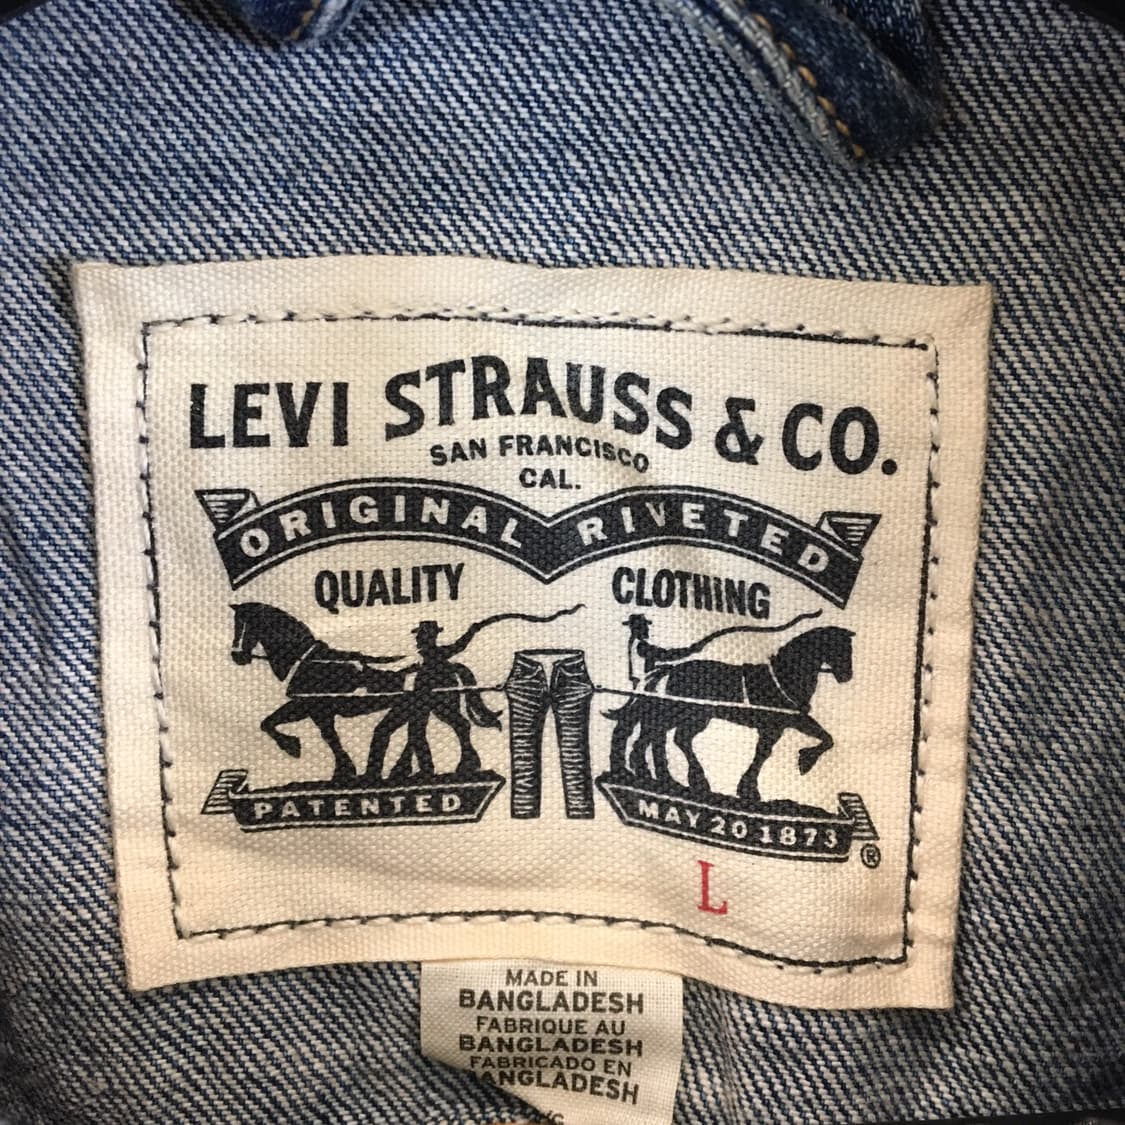 LEVI STRAUSS & CO.
SAN FRANCISCO
CAL.
ORIGINAL RIVETED
QUALITY CLOTHING
PATENTED MAY 20 1873
®
L
MADE IN
BANGLADESH
FABRIQUE AU
BANGLADESH
FABRICADO EN
ANGLADESH